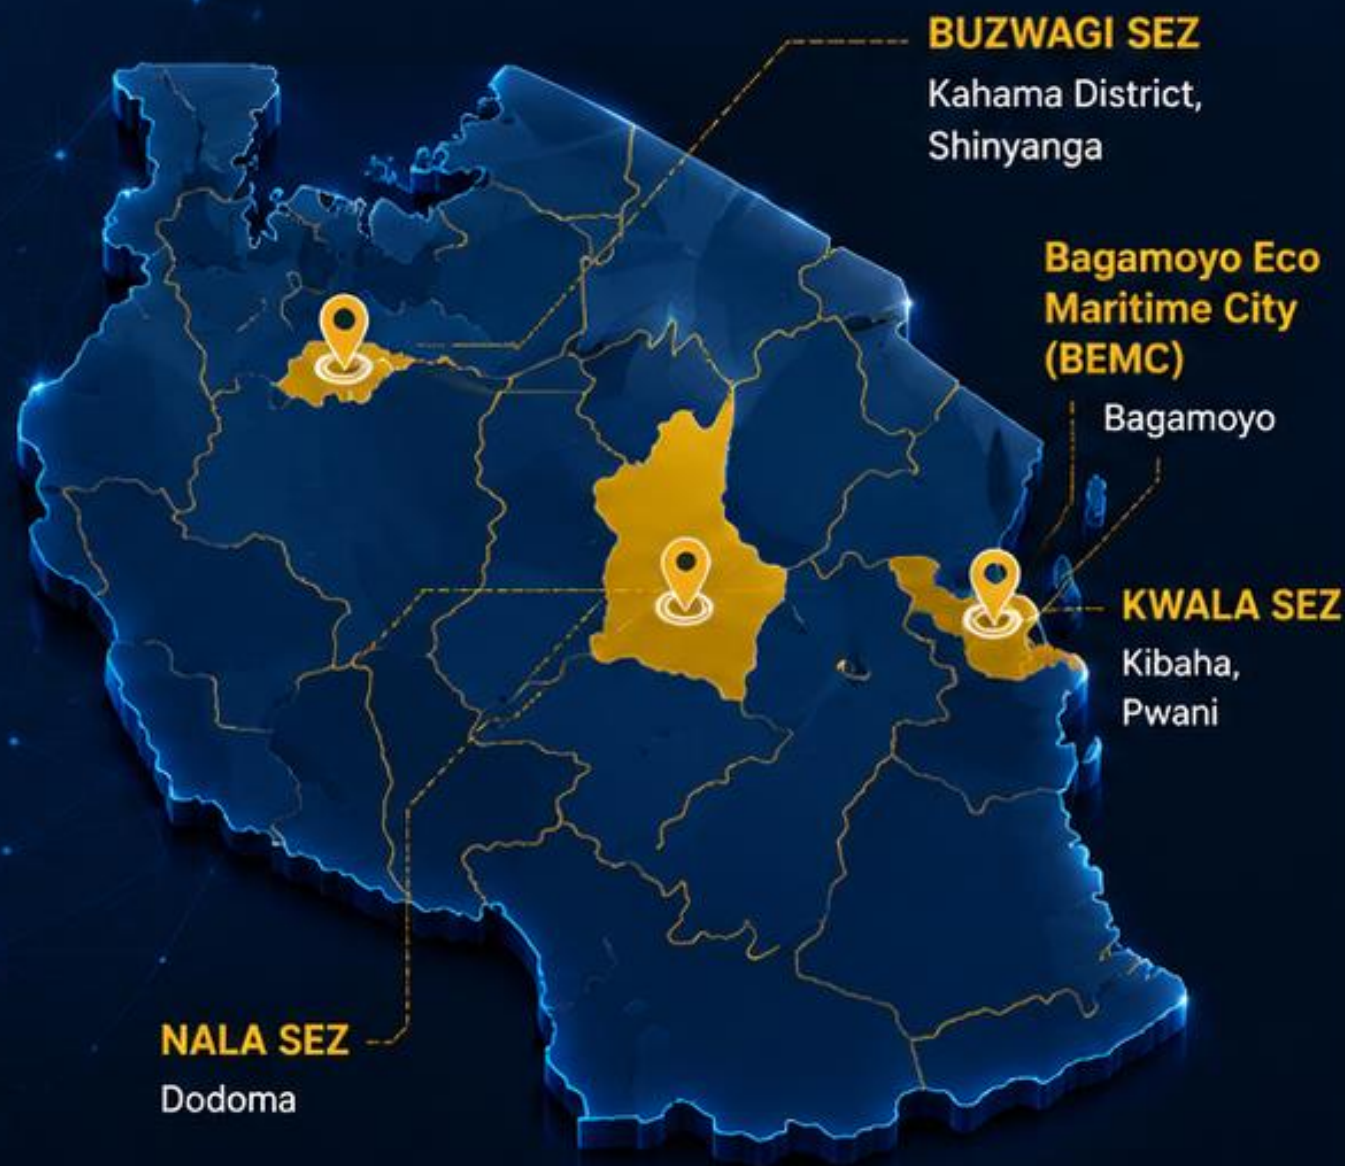 BUZWAGI SEZ
Kahama District,
Shinyanga
Bagamoyo Eco
Maritime City
(BEMC)
Bagamoyo
KWALA SEZ
Kibaha,
Pwani
NALA SEZ
Dodoma